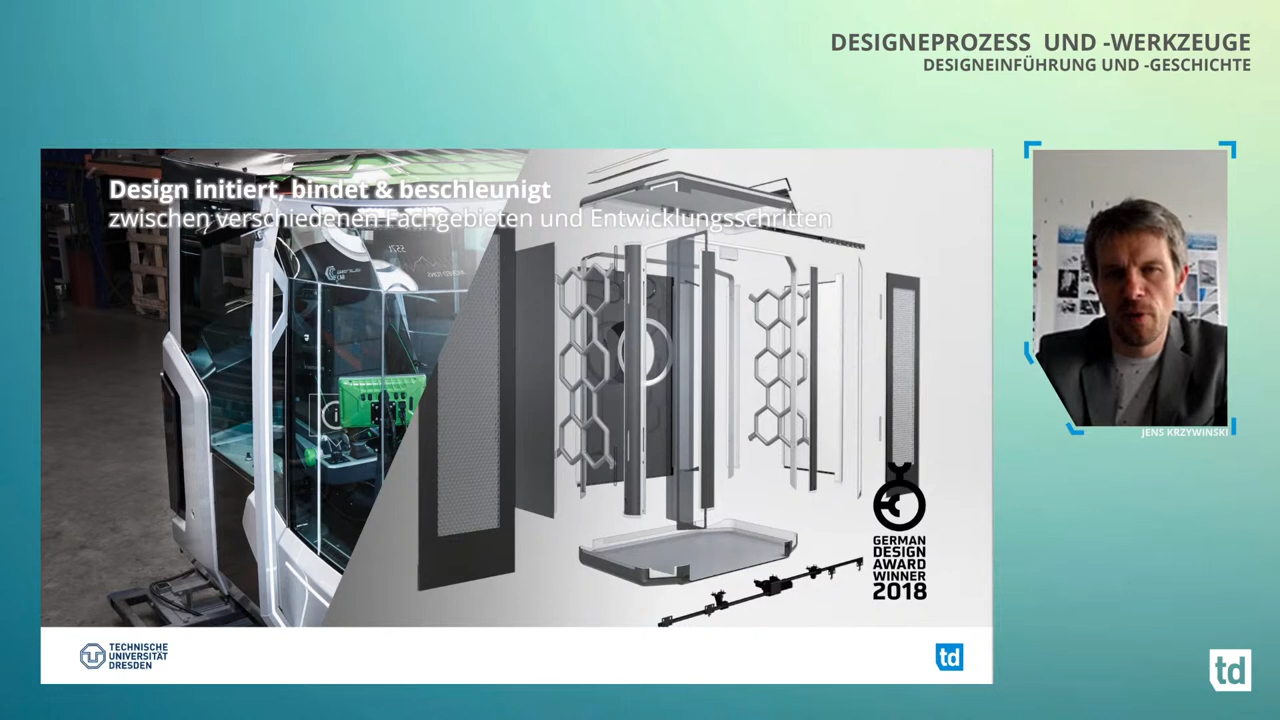 DESIGNEPROZESS UND -WERKZEUGE
DESIGNEINFÜHRUNG UND -GESCHICHTE
Design initiert, bindet & beschleunigt
zwischen verschiedenen Fachgebieten und Entwicklungsschritten
JENS KRZYWINSKI
GERMAN
DESIGN
AWARD
WINNER
2018
TECHNISCHE
UNIVERSITÄT
DRESDEN
td
td